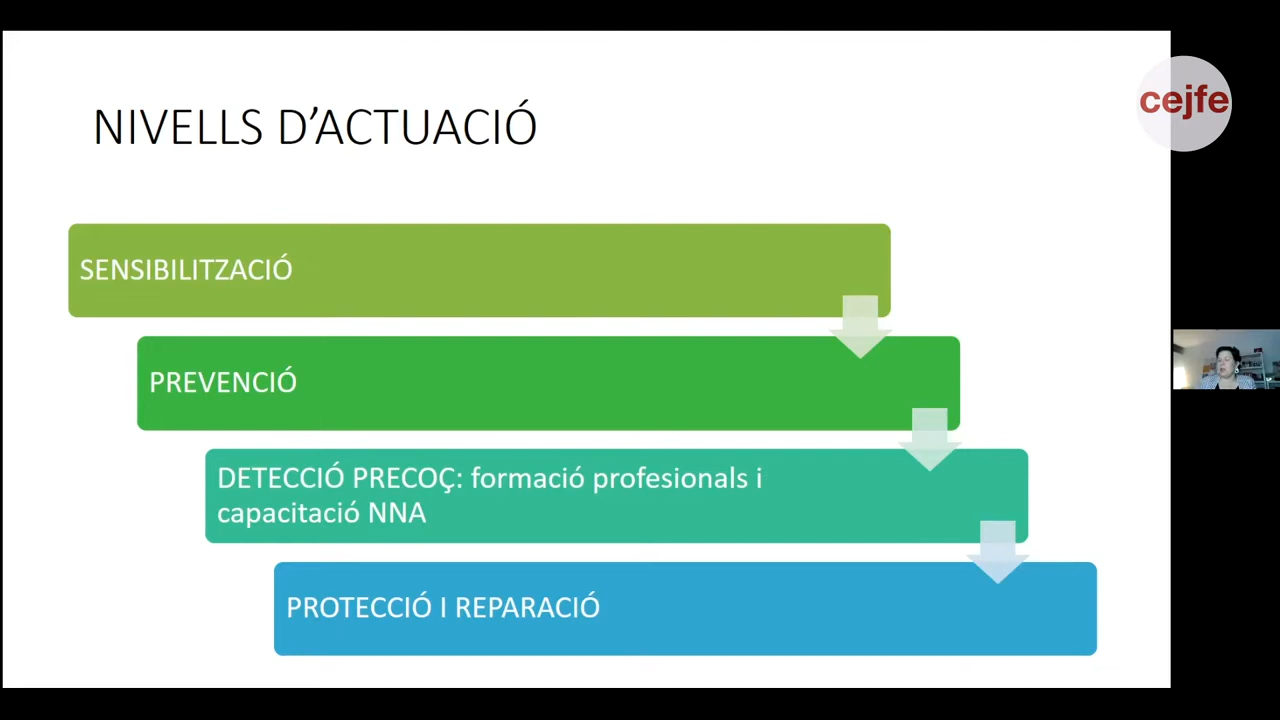 NIVELLS D'ACTUACIÓ
cejfe
SENSIBILITZACIÓ
PREVENCIÓ
DETECCIÓ PRECOÇ: formació profesionals i
capacitació NNA
PROTECCIÓ I REPARACIÓ